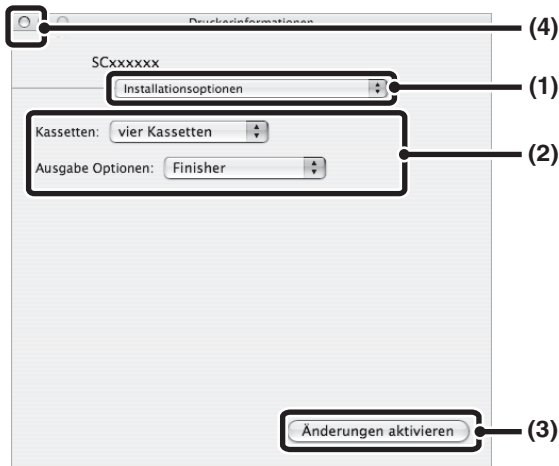 Druckerinformationen
(4)
SCxxxxxx
Installationsoptionen
(1)
Kassetten: vier Kassetten
(2)
Ausgabe Optionen: Finisher
Änderungen aktivieren
(3)